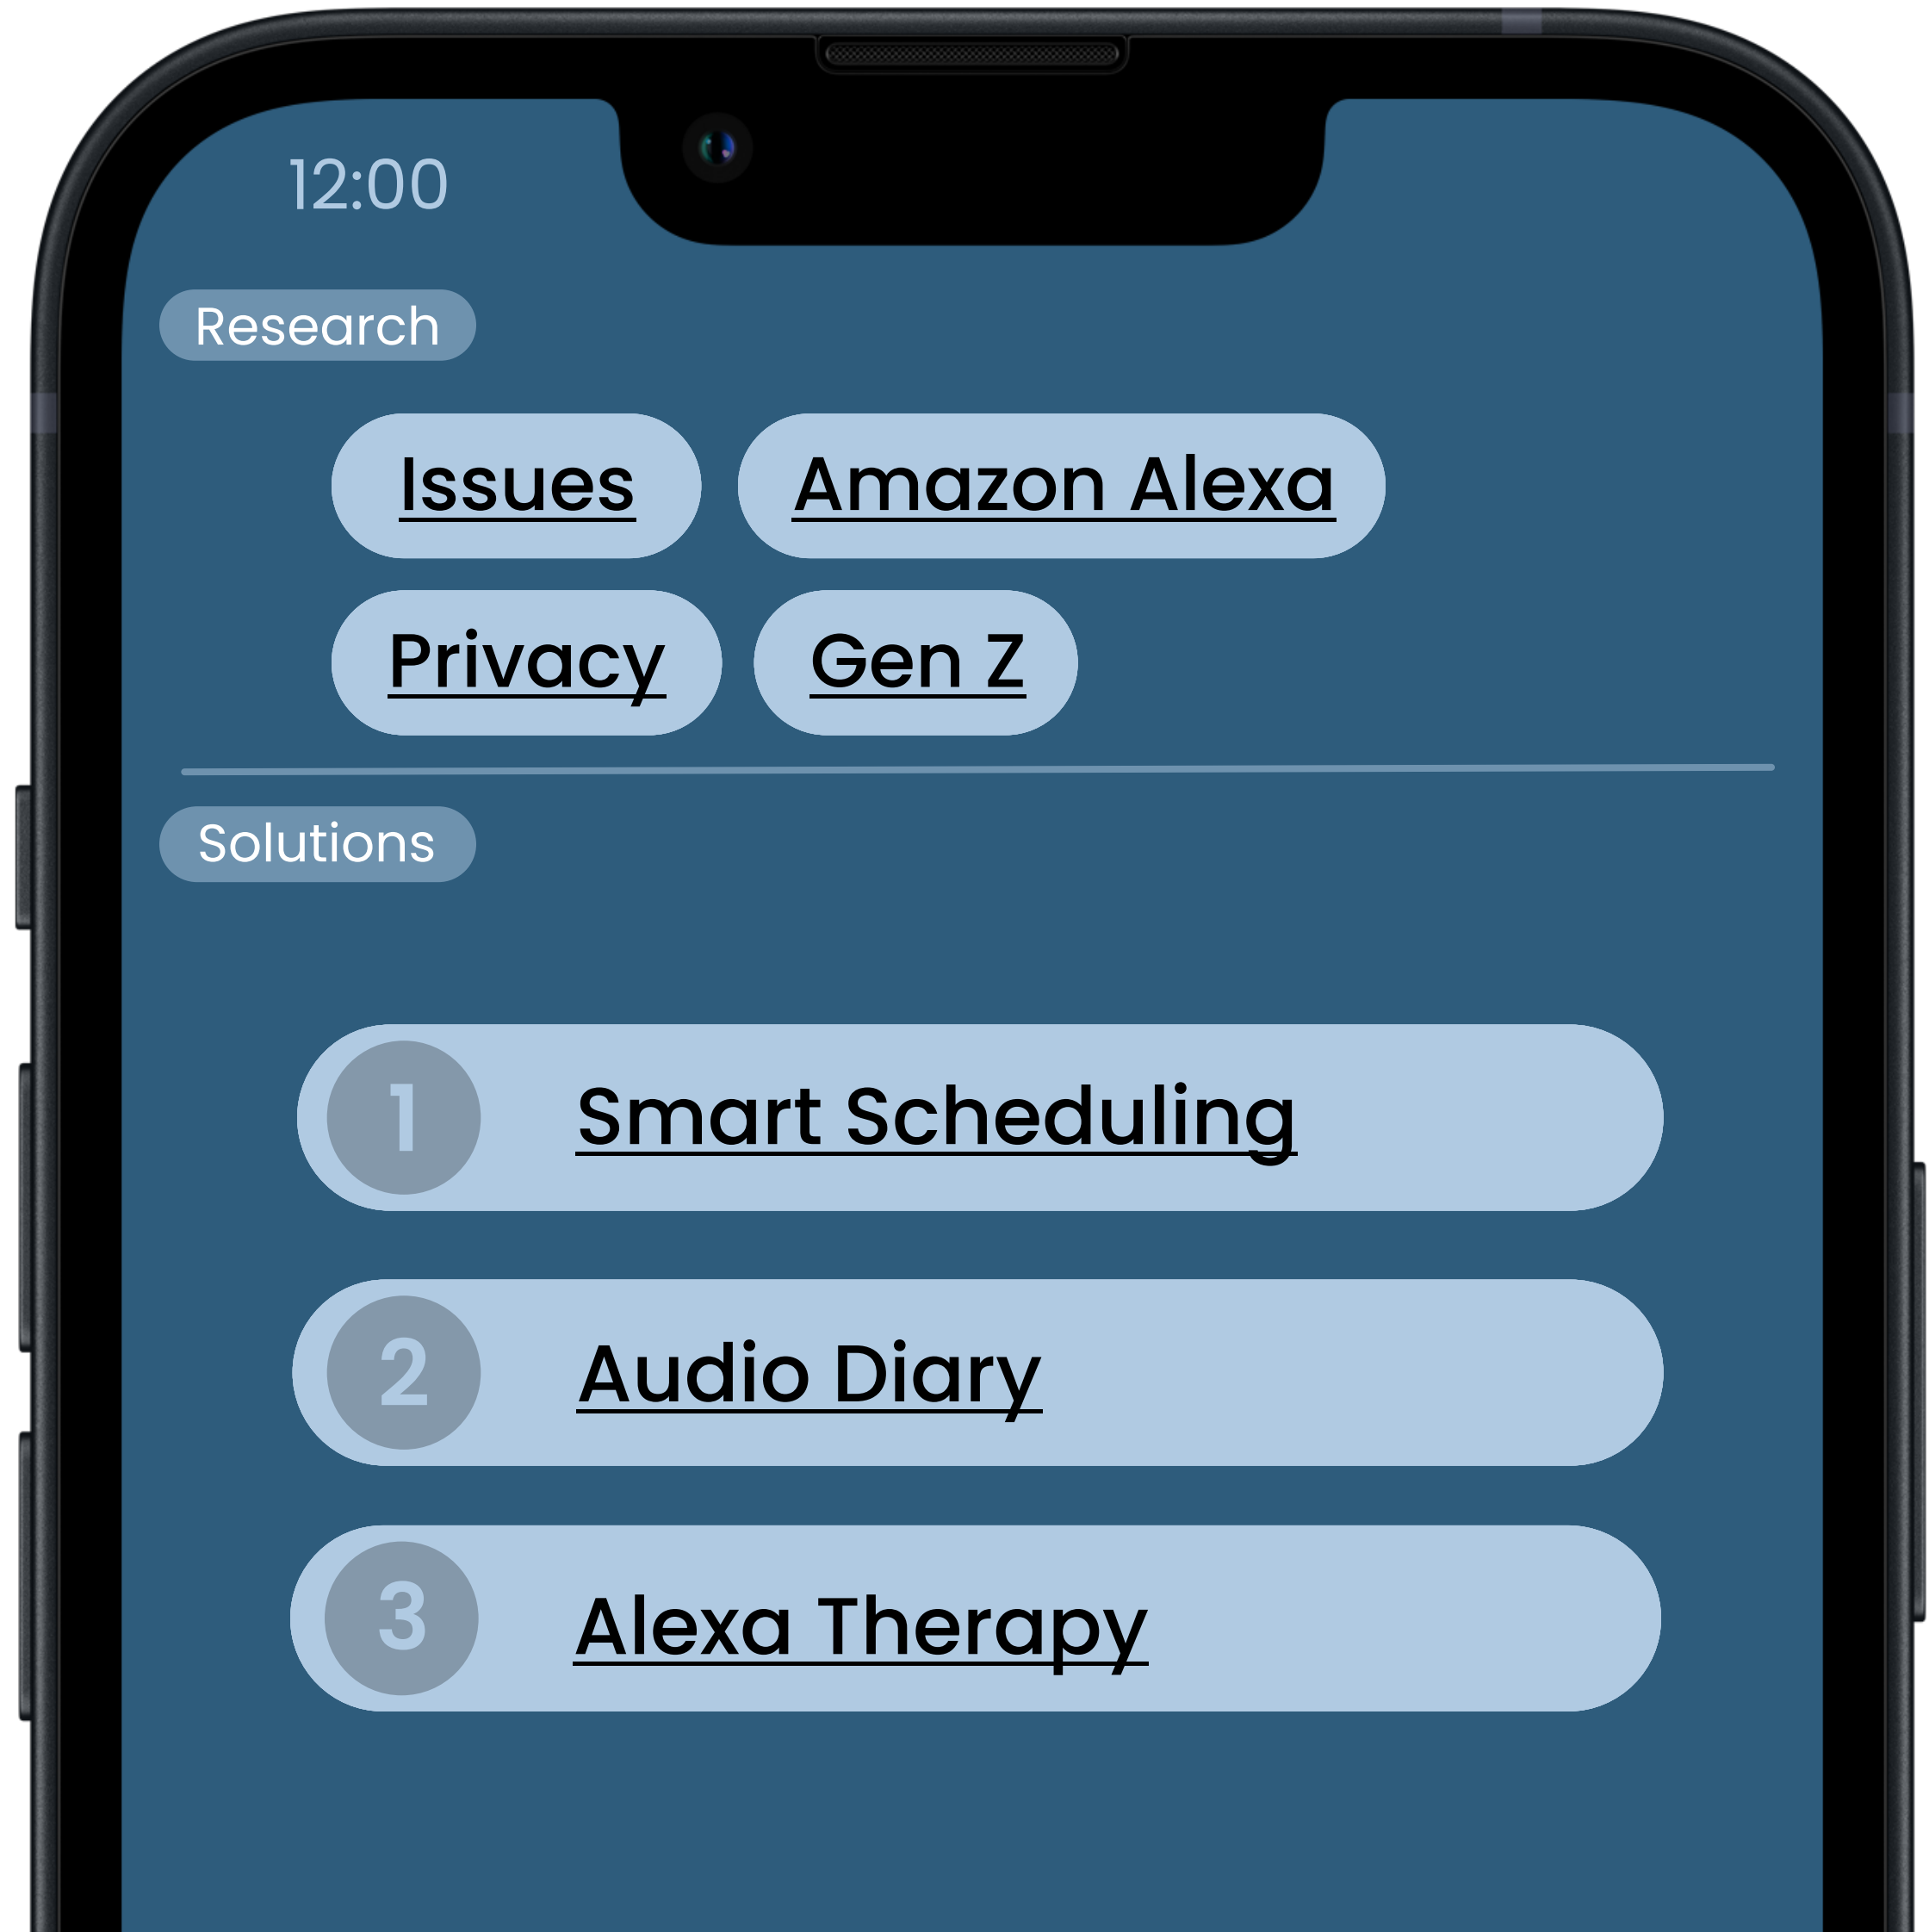 12:00
Research
Issues Amazon Alexa
Privacy Gen Z
Solutions
1 Smart Scheduling
2 Audio Diary
3 Alexa Therapy